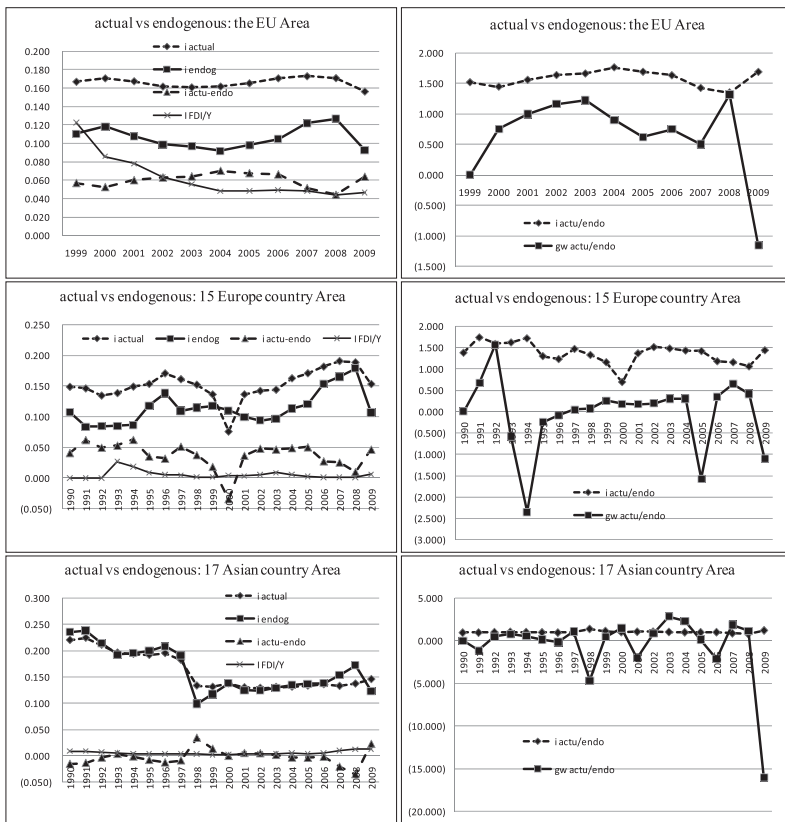 actual vs endogenous: the EU Area
0.200
0.180
0.160
0.140
0.120
0.100
0.080
0.060
0.040
0.020
0.000
i actual
i endog
i actu-endo
I FDI/Y
1999 2000 2001 2002 2003 2004 2005 2006 2007 2008 2009
actual vs endogenous: the EU Area
2.000
1.500
1.000
0.500
0.000
(0.500)
(1.000)
(1.500)
1999 2000 2001 2002 2003 2004 2005 2006 2007 2008 2009
i actu/endo
gw actu/endo
actual vs endogenous: 15 Europe country Area
0.250
0.200
0.150
0.100
0.050
0.000
(0.050)
i actual i endog i actu-endo I FDI/Y
1990 1991 1992 1993 1994 1995 1996 1997 1998 1999 2000 2001 2002 2003 2004 2005 2006 2007 2008 2009
actual vs endogenous: 15 Europe country Area
2.000
1.500
1.000
0.500
0.000
(0.500)
(1.000)
(1.500)
(2.000)
(2.500)
(3.000)
1990 1991 1992 1993 1994 1995 1996 1997 1998 1999 2000 2001 2002 2003 2004 2005 2006 2007 2008 2009
i actu/endo
gw actu/endo
actual vs endogenous: 17 Asian country Area
0.300
0.250
0.200
0.150
0.100
0.050
0.000
(0.050)
i actual
i endog
i actu-endo
I FDI/Y
1990 1991 1992 1993 1994 1995 1996 1997 1998 1999 2000 2001 2002 2003 2004 2005 2006 2007 2008 2009
actual vs endogenous: 17 Asian country Area
5.000
0.000
(5.000)
(10.000)
(15.000)
(20.000)
1990 1991 1992 1993 1994 1995 1996 1997 1998 1999 2000 2001 2002 2003 2004 2005 2006 2007 2008 2009
i actu/endo
gw actu/endo